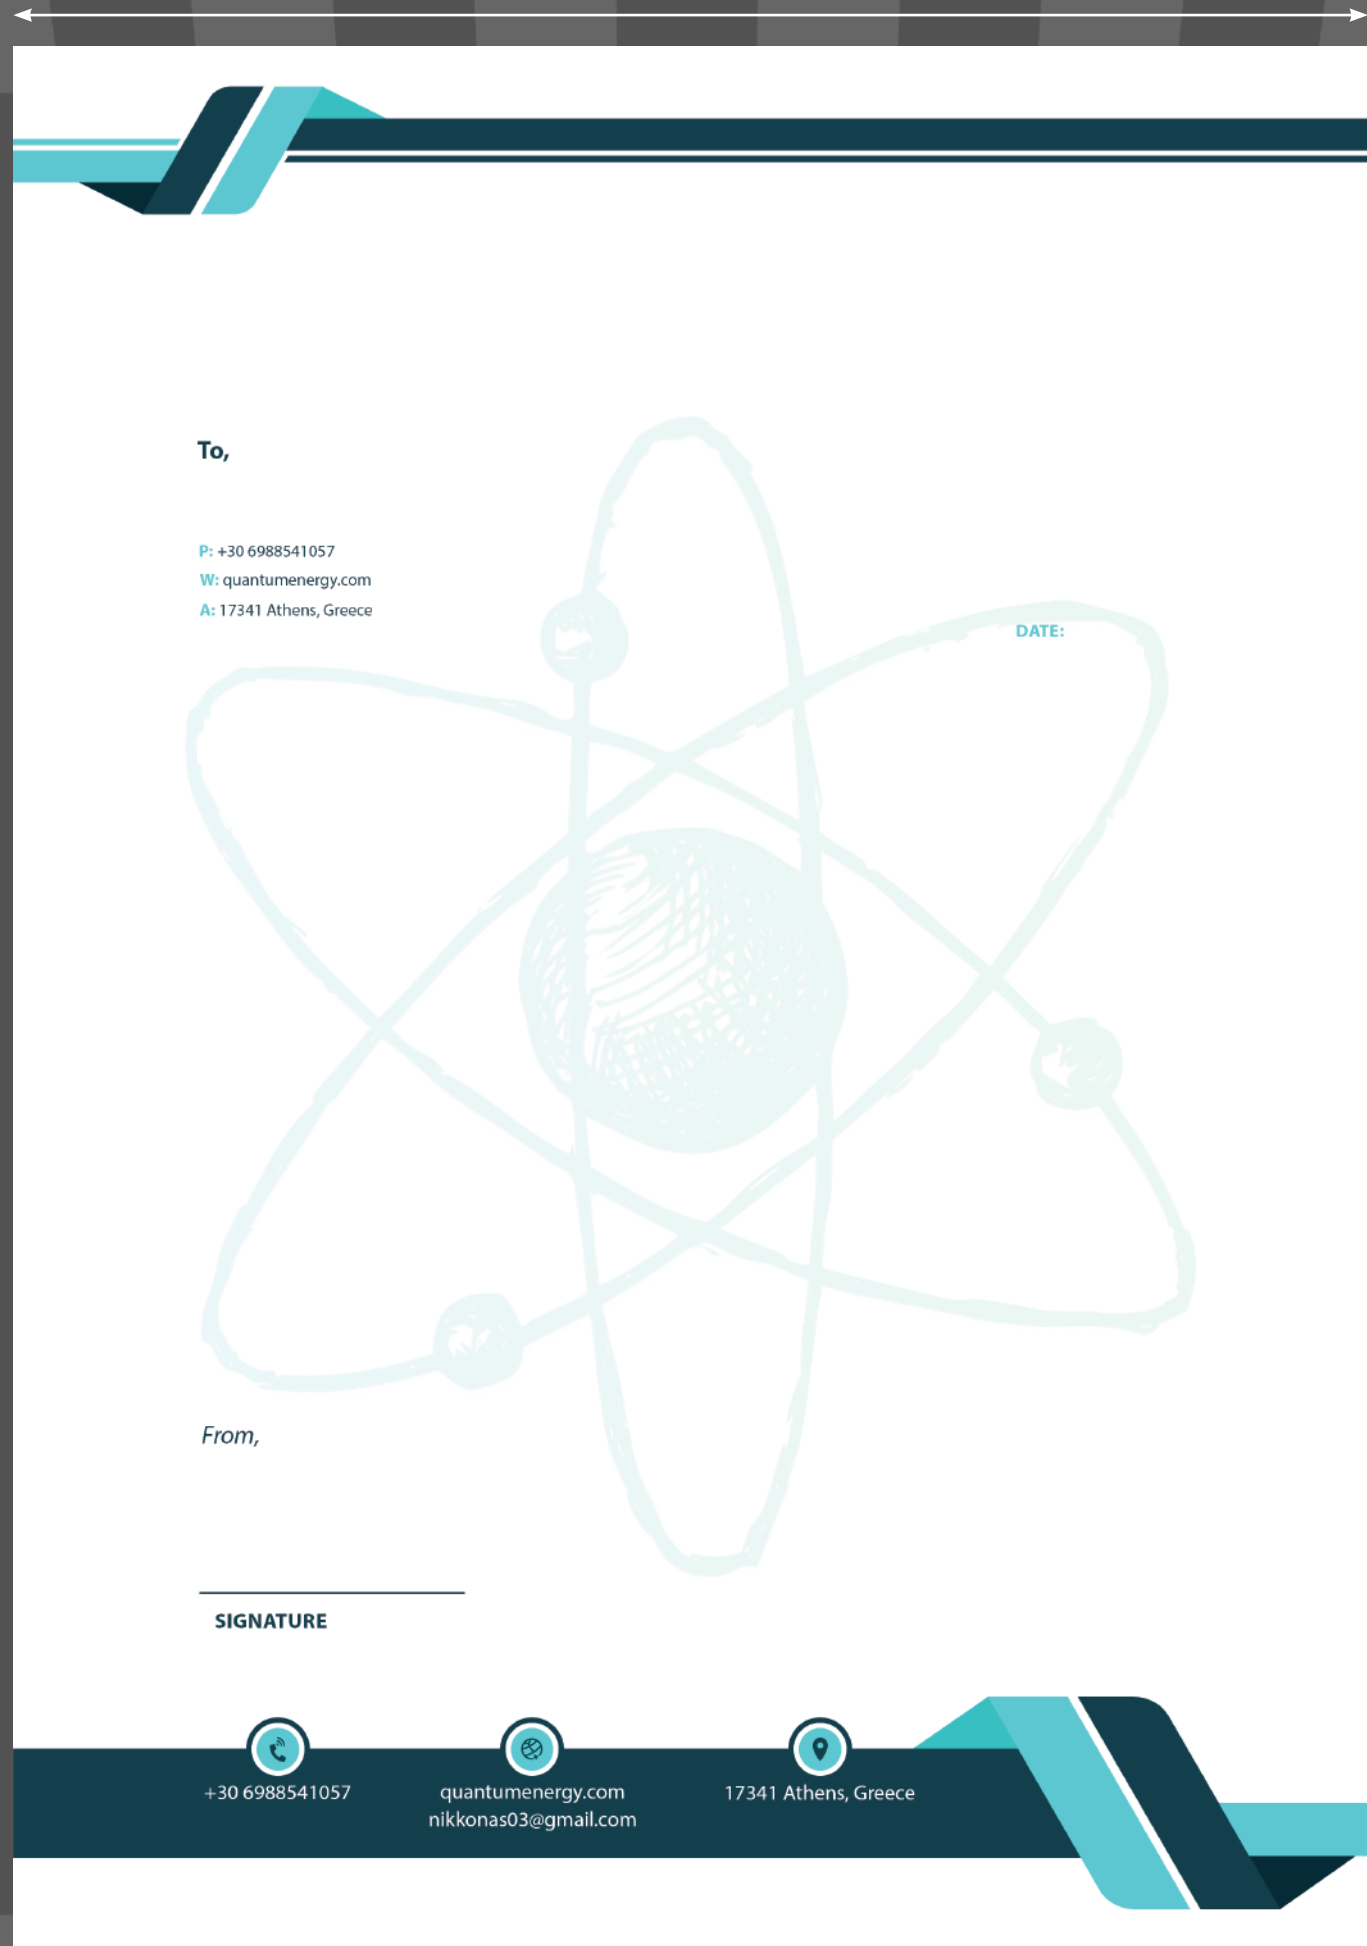 To,
P: +30 6988541057
W: quantumenergy.com
A: 17341 Athens, Greece
DATE:
From,
SIGNATURE
+30 6988541057
quantumenergy.com
nikkonas03@gmail.com
17341 Athens, Greece